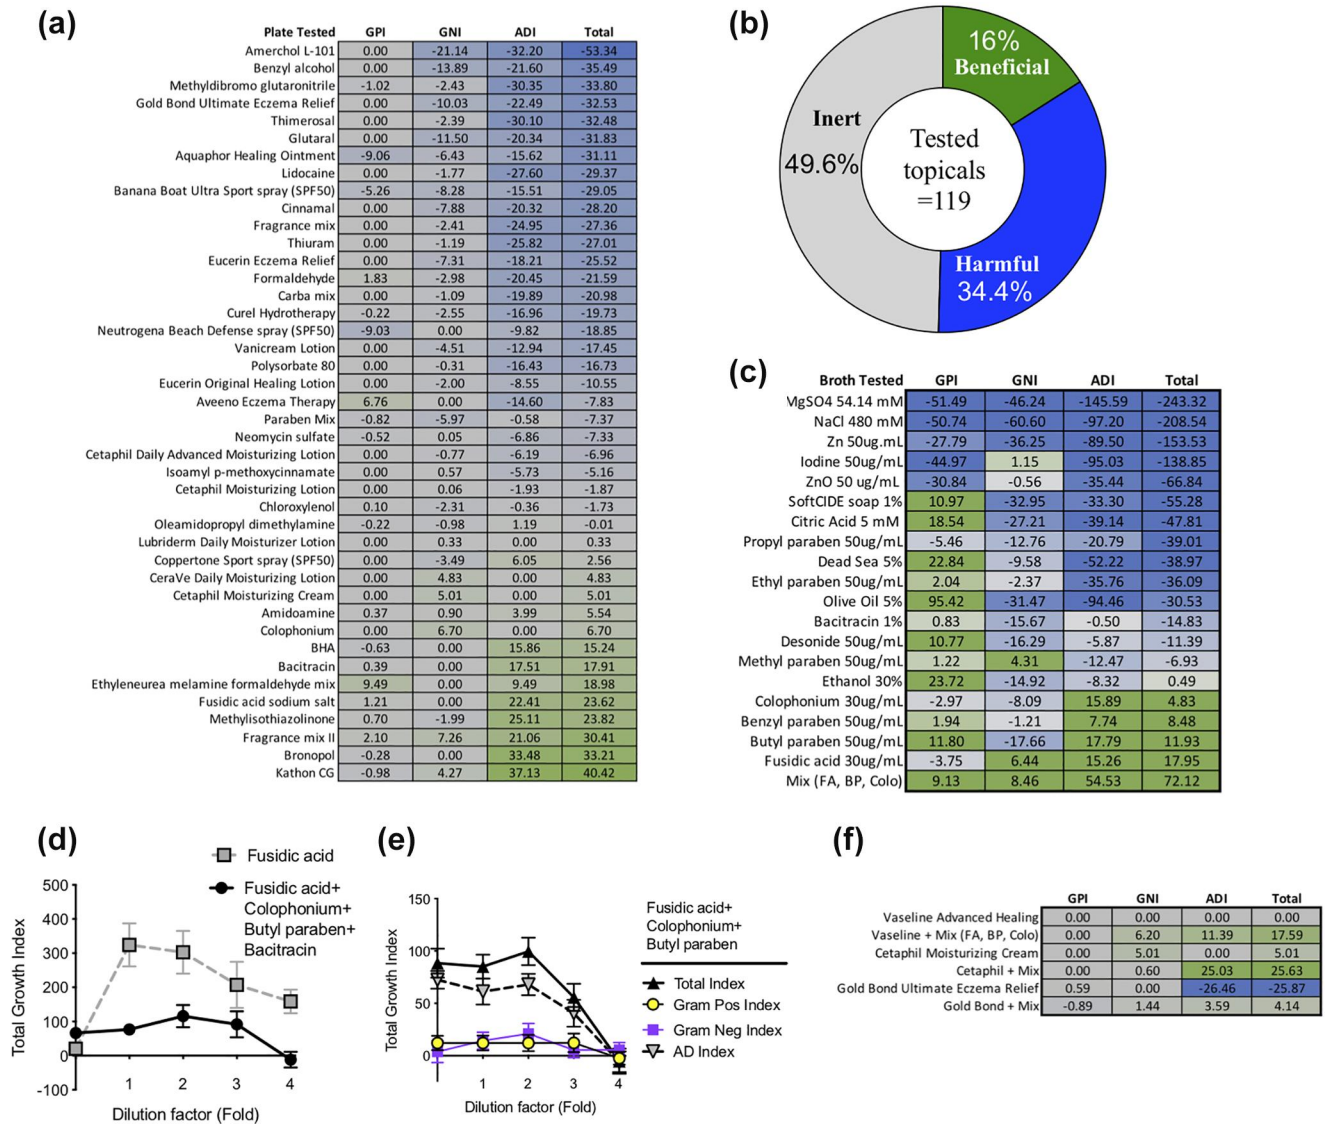 (a)
Plate Tested GPI GNI ADI Total
Amerchol L-101 0.00 -21.14 -32.20 -53.34
Benzyl alcohol 0.00 -13.89 -21.60 -35.49
Methyldibromo glutaronitrile -1.02 -2.43 -30.35 -33.80
Gold Bond Ultimate Eczema Relief 0.00 -10.03 -22.49 -32.53
Thimerosal 0.00 -2.39 -30.10 -32.48
Glutaral 0.00 -11.50 -20.34 -31.83
Aquaphor Healing Ointment -9.06 -6.43 -15.62 -31.11
Lidocaine 0.00 -1.77 -27.60 -29.37
Banana Boat Ultra Sport spray (SPF50) -5.26 -8.28 -15.51 -29.05
Cinnamal 0.00 -7.88 -20.32 -28.20
Fragrance mix 0.00 -2.41 -24.95 -27.36
Thiuram 0.00 -1.19 -25.82 -27.01
Eucerin Eczema Relief 0.00 -7.31 -18.21 -25.52
Formaldehyde 1.83 -2.98 -20.45 -21.59
Carba mix 0.00 -1.09 -19.89 -20.98
Curel Hydrotherapy -0.22 -2.55 -16.96 -19.73
Neutrogena Beach Defense spray (SPF50) -9.03 0.00 -9.82 -18.85
Vanicream Lotion 0.00 -4.51 -12.94 -17.45
Polysorbate 80 0.00 -0.31 -16.43 -16.73
Eucerin Original Healing Lotion 0.00 -2.00 -8.55 -10.55
Aveeno Eczema Therapy 6.76 0.00 -14.60 -7.83
Paraben Mix -0.82 -5.97 -0.58 -7.37
Neomycin sulfate -0.52 0.05 -6.86 -7.33
Cetaphil Daily Advanced Moisturizing Lotion 0.00 -0.77 -6.19 -6.96
Isoamyl p-methoxycinnamate 0.00 0.57 -5.73 -5.16
Cetaphil Moisturizing Lotion 0.00 0.06 -1.93 -1.87
Chloroxylenol 0.10 -2.31 -0.36 -1.73
Oleamidopropyl dimethylamine -0.22 -0.98 1.19 -0.01
Lubriderm Daily Moisturizer Lotion 0.00 0.33 0.00 0.33
Coppertone Sport spray (SPF50) 0.00 -3.49 6.05 2.56
CeraVe Daily Moisturizing Lotion 0.00 4.83 0.00 4.83
Cetaphil Moisturizing Cream 0.00 5.01 0.00 5.01
Amidoamine 0.37 0.90 3.99 5.54
Colophonium 0.00 6.70 0.00 6.70
BHA -0.63 0.00 15.86 15.24
Bacitracin 0.39 0.00 17.51 17.91
Ethyleneurea melamine formaldehyde mix 9.49 0.00 9.49 18.98
Fusidic acid sodium salt 1.21 0.00 22.41 23.62
Methylisothiazolinone 0.70 -1.99 25.11 23.82
Fragrance mix II 2.10 7.26 21.06 30.41
Bronopol -0.28 0.00 33.48 33.21
Kathon CG -0.98 4.27 37.13 40.42
(b)
16%
Beneficial
Inert
49.6%
Tested
topicals
=119
Harmful
34.4%
(c)
Broth Tested GPI GNI ADI Total
MgSO4 54.14 mM -51.49 -46.24 -145.59 -243.32
NaCl 480 mM -50.74 -60.60 -97.20 -208.54
Zn 50ug.mL -27.79 -36.25 -89.50 -153.53
Iodine 50ug/mL -44.97 1.15 -95.03 -138.85
ZnO 50 ug/mL -30.84 -0.56 -35.44 -66.84
SoftCIDE soap 1% 10.97 -32.95 -33.30 -55.28
Citric Acid 5 mM 18.54 -27.21 -39.14 -47.81
Propyl paraben 50ug/mL -5.46 -12.76 -20.79 -39.01
Dead Sea 5% 22.84 -9.58 -52.22 -38.97
Ethyl paraben 50ug/mL 2.04 -2.37 -35.76 -36.09
Olive Oil 5% 95.42 -31.47 -94.46 -30.53
Bacitracin 1% 0.83 -15.67 -0.50 -14.83
Desonide 50ug/mL 10.77 -16.29 -5.87 -11.39
Methyl paraben 50ug/mL 1.22 4.31 -12.47 -6.93
Ethanol 30% 23.72 -14.92 -8.32 0.49
Colophonium 30ug/mL -2.97 -8.09 15.89 4.83
Benzyl paraben 50ug/mL 1.94 -1.21 7.74 8.48
Butyl paraben 50ug/mL 11.80 -17.66 17.79 11.93
Fusidic acid 30ug/mL -3.75 6.44 15.26 17.95
Mix (FA, BP, Colo) 9.13 8.46 54.53 72.12
(d)
Fusidic acid
Fusidic acid+
Colophonium+
Butyl paraben+
Bacitracin
Total Growth Index
500
400
300
200
100
0
-100
1 2 3 4
Dilution factor (Fold)
(e)
Total Growth Index
150
100
50
0
1 2 3 4
Dilution factor (Fold)
Fusidic acid+
Colophonium+
Butyl paraben
Total Index
Gram Pos Index
Gram Neg Index
AD Index
(f)
GPI GNI ADI Total
Vaseline Advanced Healing 0.00 0.00 0.00 0.00
Vaseline + Mix (FA, BP, Colo) 0.00 6.20 11.39 17.59
Cetaphil Moisturizing Cream 0.00 5.01 0.00 5.01
Cetaphil + Mix 0.00 0.60 25.03 25.63
Gold Bond Ultimate Eczema Relief 0.59 0.00 -26.46 -25.87
Gold Bond + Mix -0.89 1.44 3.59 4.14